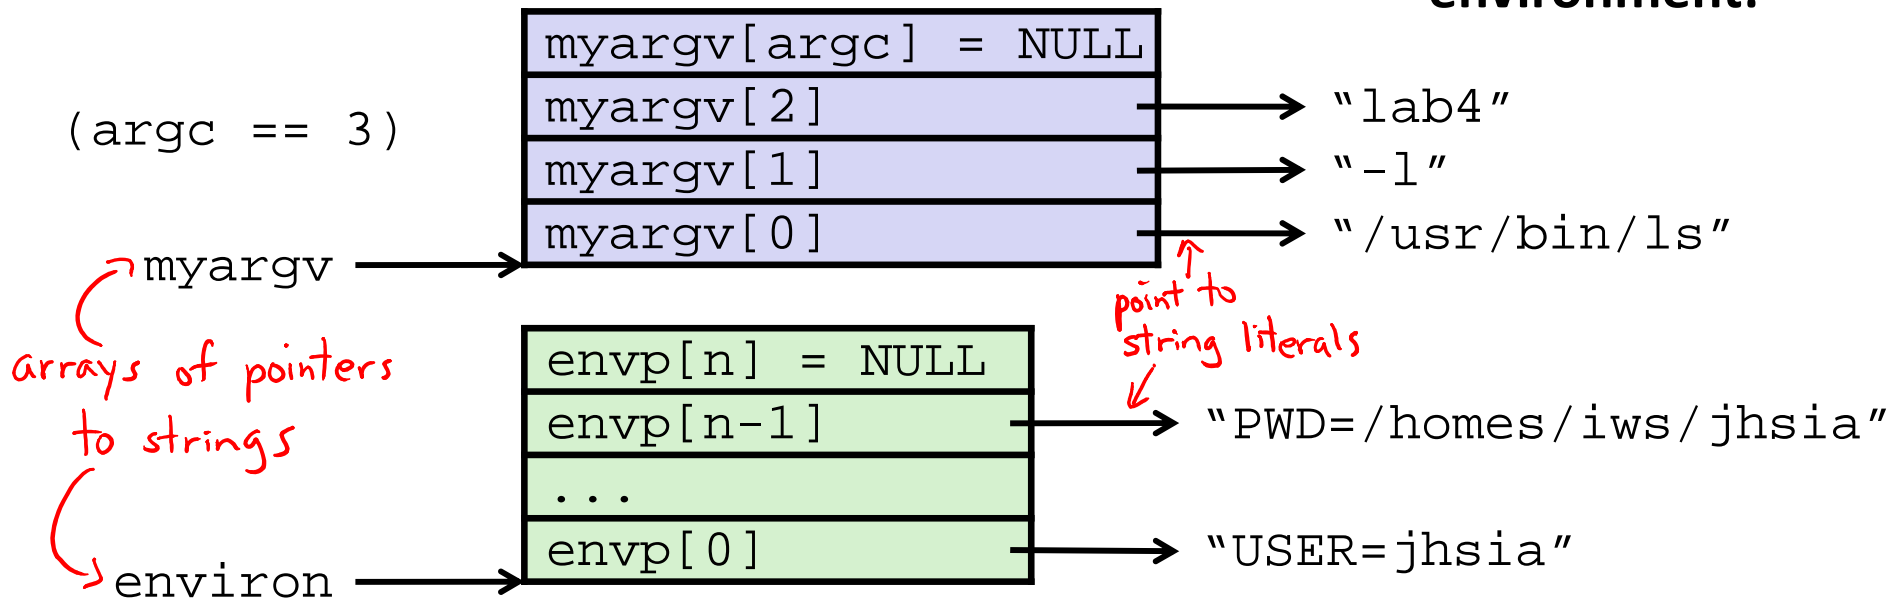 environment:
myargv[argc] = NULL
(argc == 3)
myargv[2]
“lab4”
myargv[1]
“-l”
myargv[0]
“/usr/bin/ls”
myargv
point to
string literals
arrays of pointers
to strings
envp[n] = NULL
envp[n-1]
“PWD=/homes/iws/jhsia”
...
envp[0]
“USER=jhsia”
environ